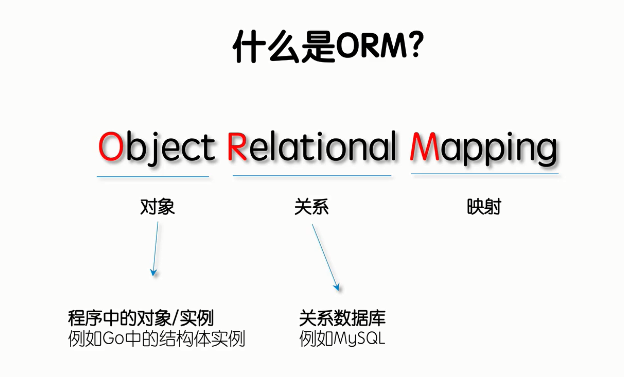 什么是ORM?
Object Relational Mapping
对象 关系 映射
程序中的对象/实例 关系数据库
例如Go中的结构体实例 例如MySQL